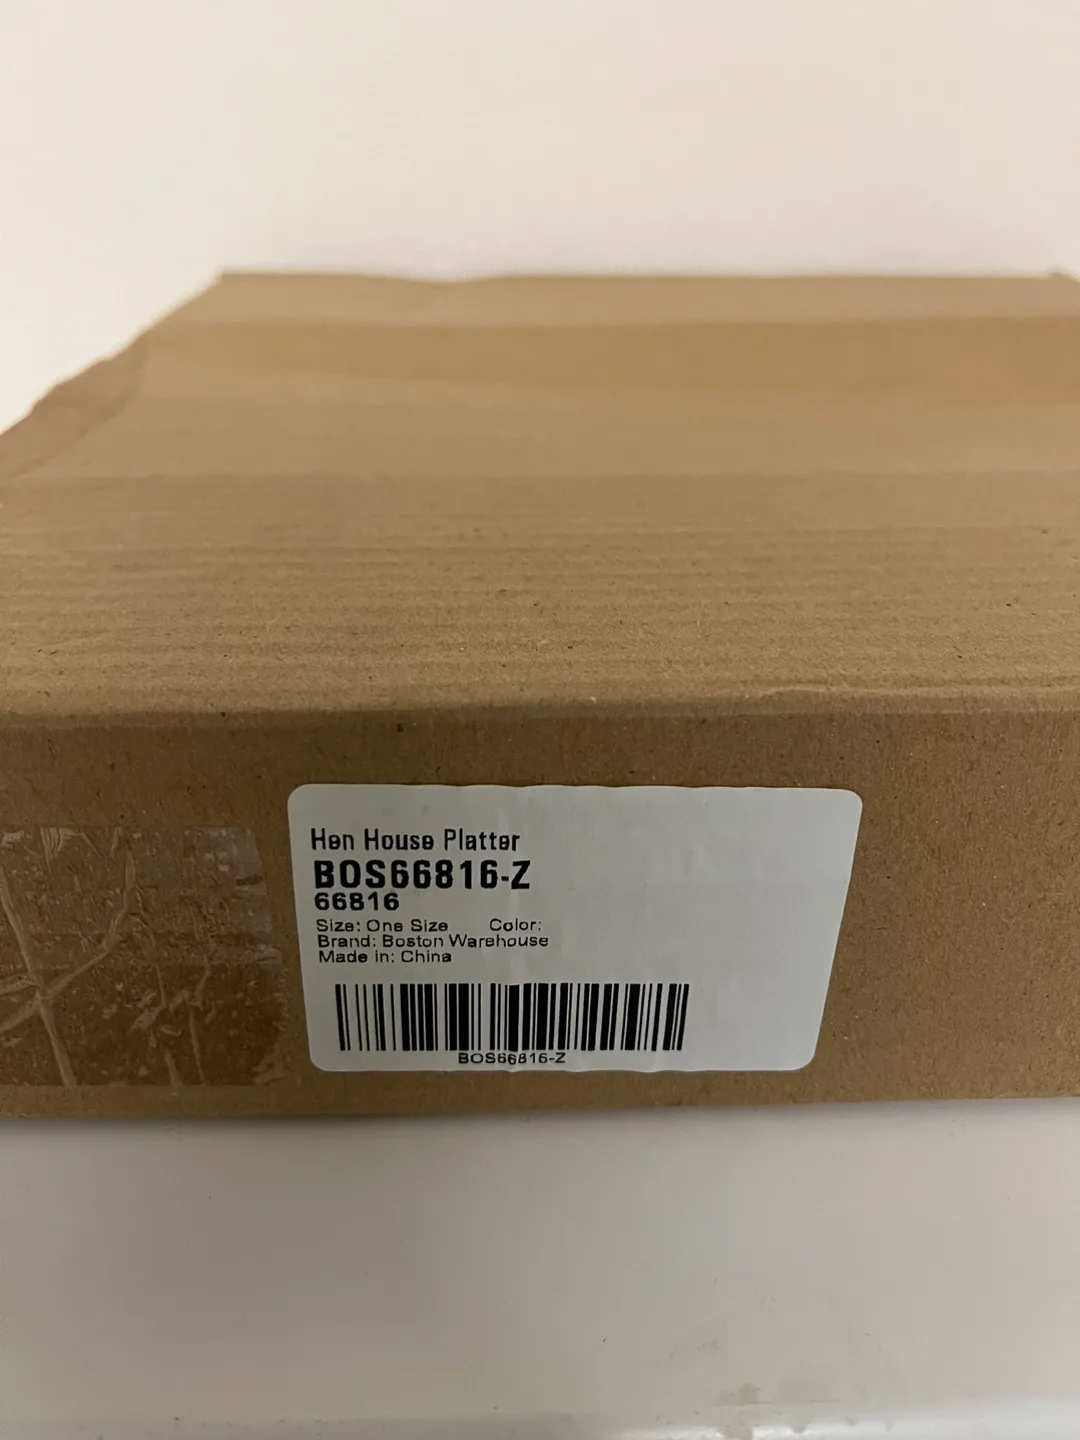 Hen House Platter
BOS66816-Z
66816
Size: One Size Color:
Brand: Boston Warehouse
Made in: China
BOS66816-Z